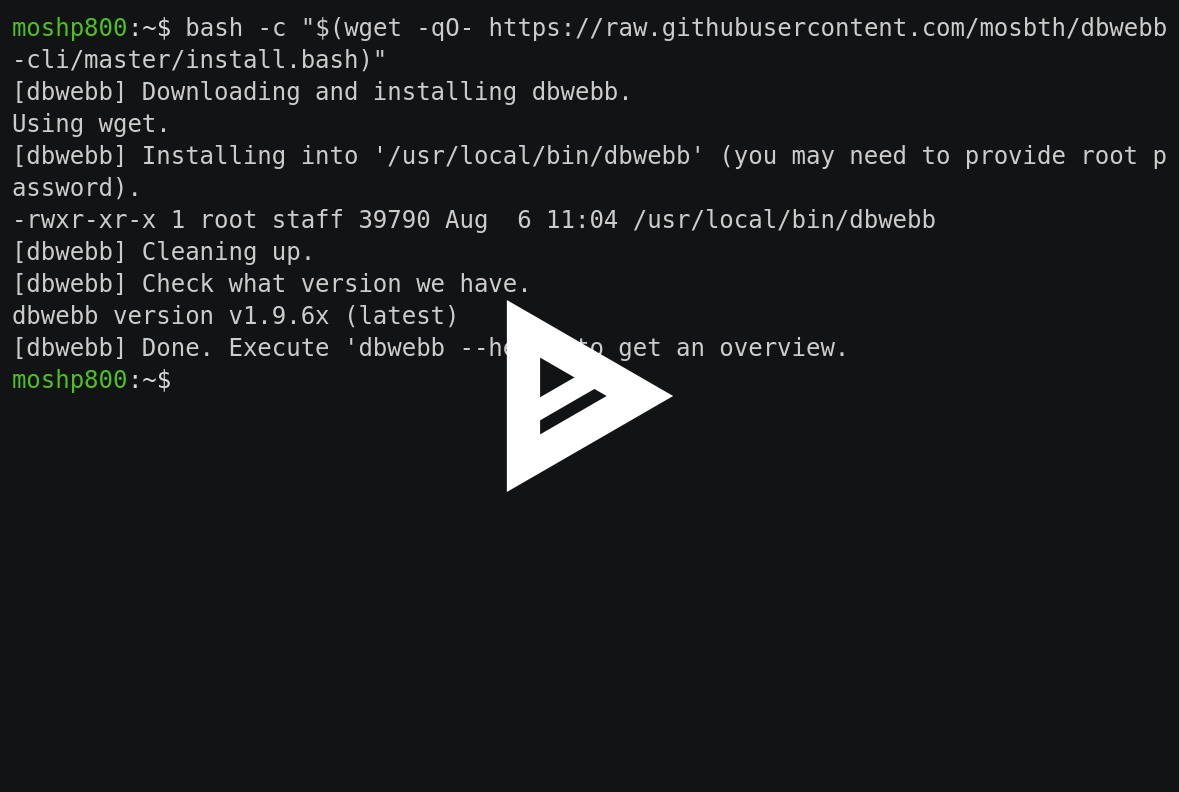 moshp800:~$ bash -c "$(wget -qO- https://raw.githubusercontent.com/mosbth/dbwebb
-cli/master/install.bash)"
[dbwebb] Downloading and installing dbwebb.
Using wget.
[dbwebb] Installing into '/usr/local/bin/dbwebb' (you may need to provide root p
assword).
-rwxr-xr-x 1 root staff 39790 Aug  6 11:04 /usr/local/bin/dbwebb
[dbwebb] Cleaning up.
[dbwebb] Check what version we have.
dbwebb version v1.9.6x (latest)
[dbwebb] Done. Execute 'dbwebb to get an overview.
moshp800:~$